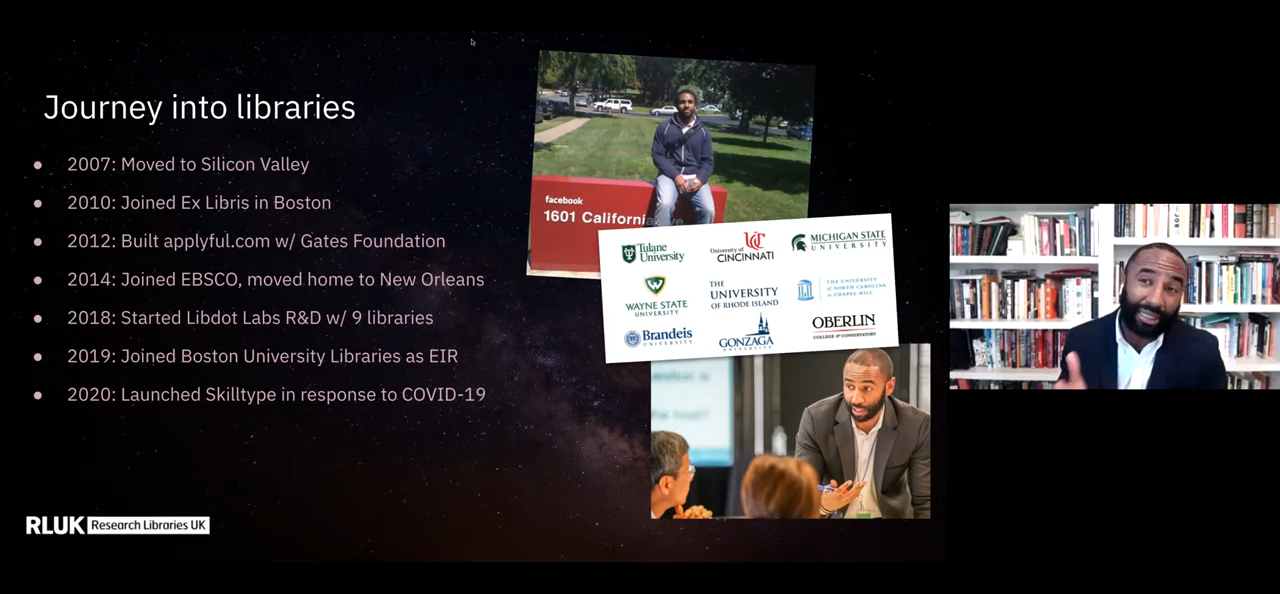 Journey into libraries
● 2007: Moved to Silicon Valley
● 2010: Joined Ex Libris in Boston
● 2012: Built applyful.com w/ Gates Foundation
● 2014: Joined EBSCO, moved home to New Orleans
● 2018: Started Libdot Labs R&D w/ 9 libraries
● 2019: Joined Boston University Libraries as EIR
● 2020: Launched Skilltype in response to COVID-19
RLUK Research Libraries UK
facebook
1601 California
Tulane
University
University of
CINCINNATI
MICHIGAN STATE
UNIVERSITY
WAYNE STATE
UNIVERSITY
THE
UNIVERSITY
OF RHODE ISLAND
THE UNIVERSITY
of NORTH CAROLINA
at CHAPEL HILL
Brandeis
UNIVERSITY
GONZAGA
UNIVERSITY
OBERLIN
COLLEGE & CONSERVATORY